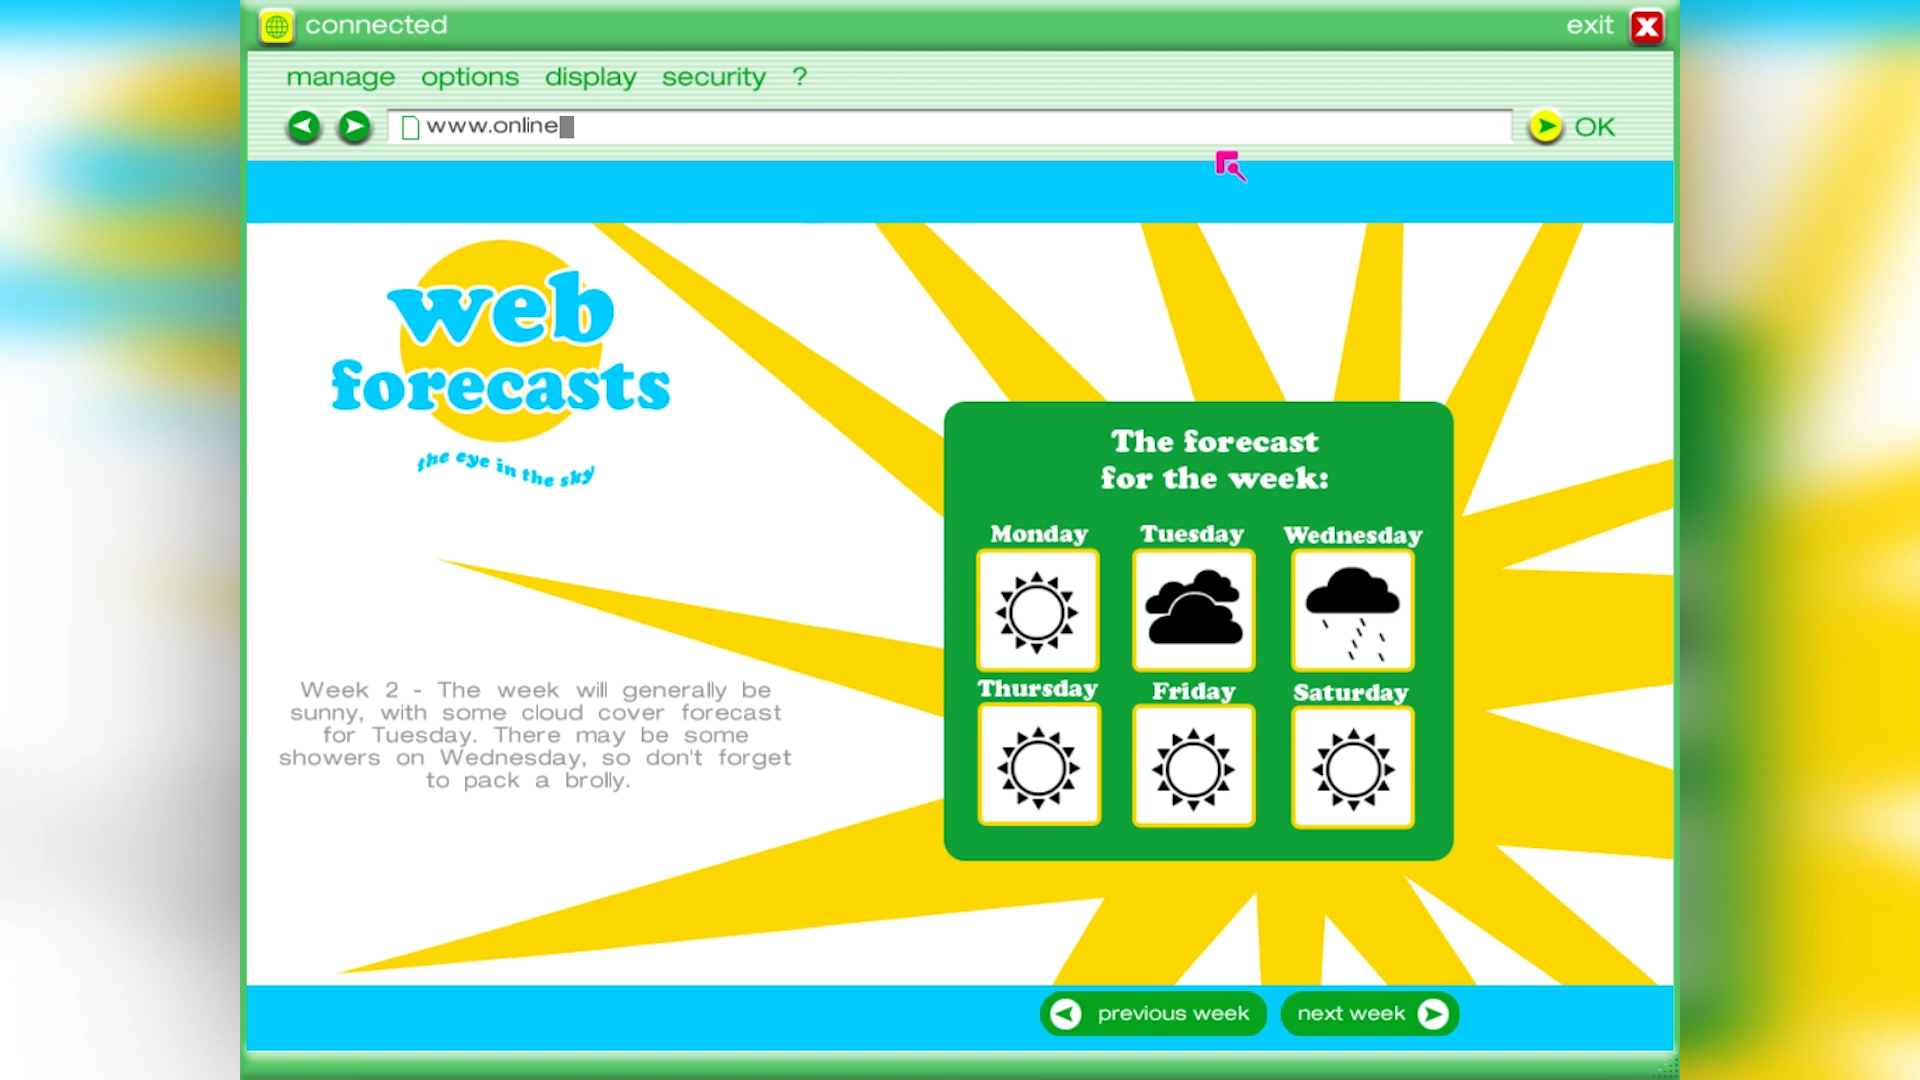 connected
exit
manage options display security ?
www.online
OK
web
forecasts
the eye in the sky
Week 2 - The week will generally be
sunny, with some cloud cover forecast
for Tuesday. There may be some
showers on Wednesday, so don't forget
to pack a brolly.
The forecast
for the week:
Monday Tuesday Wednesday
Thursday Friday Saturday
previous week
next week